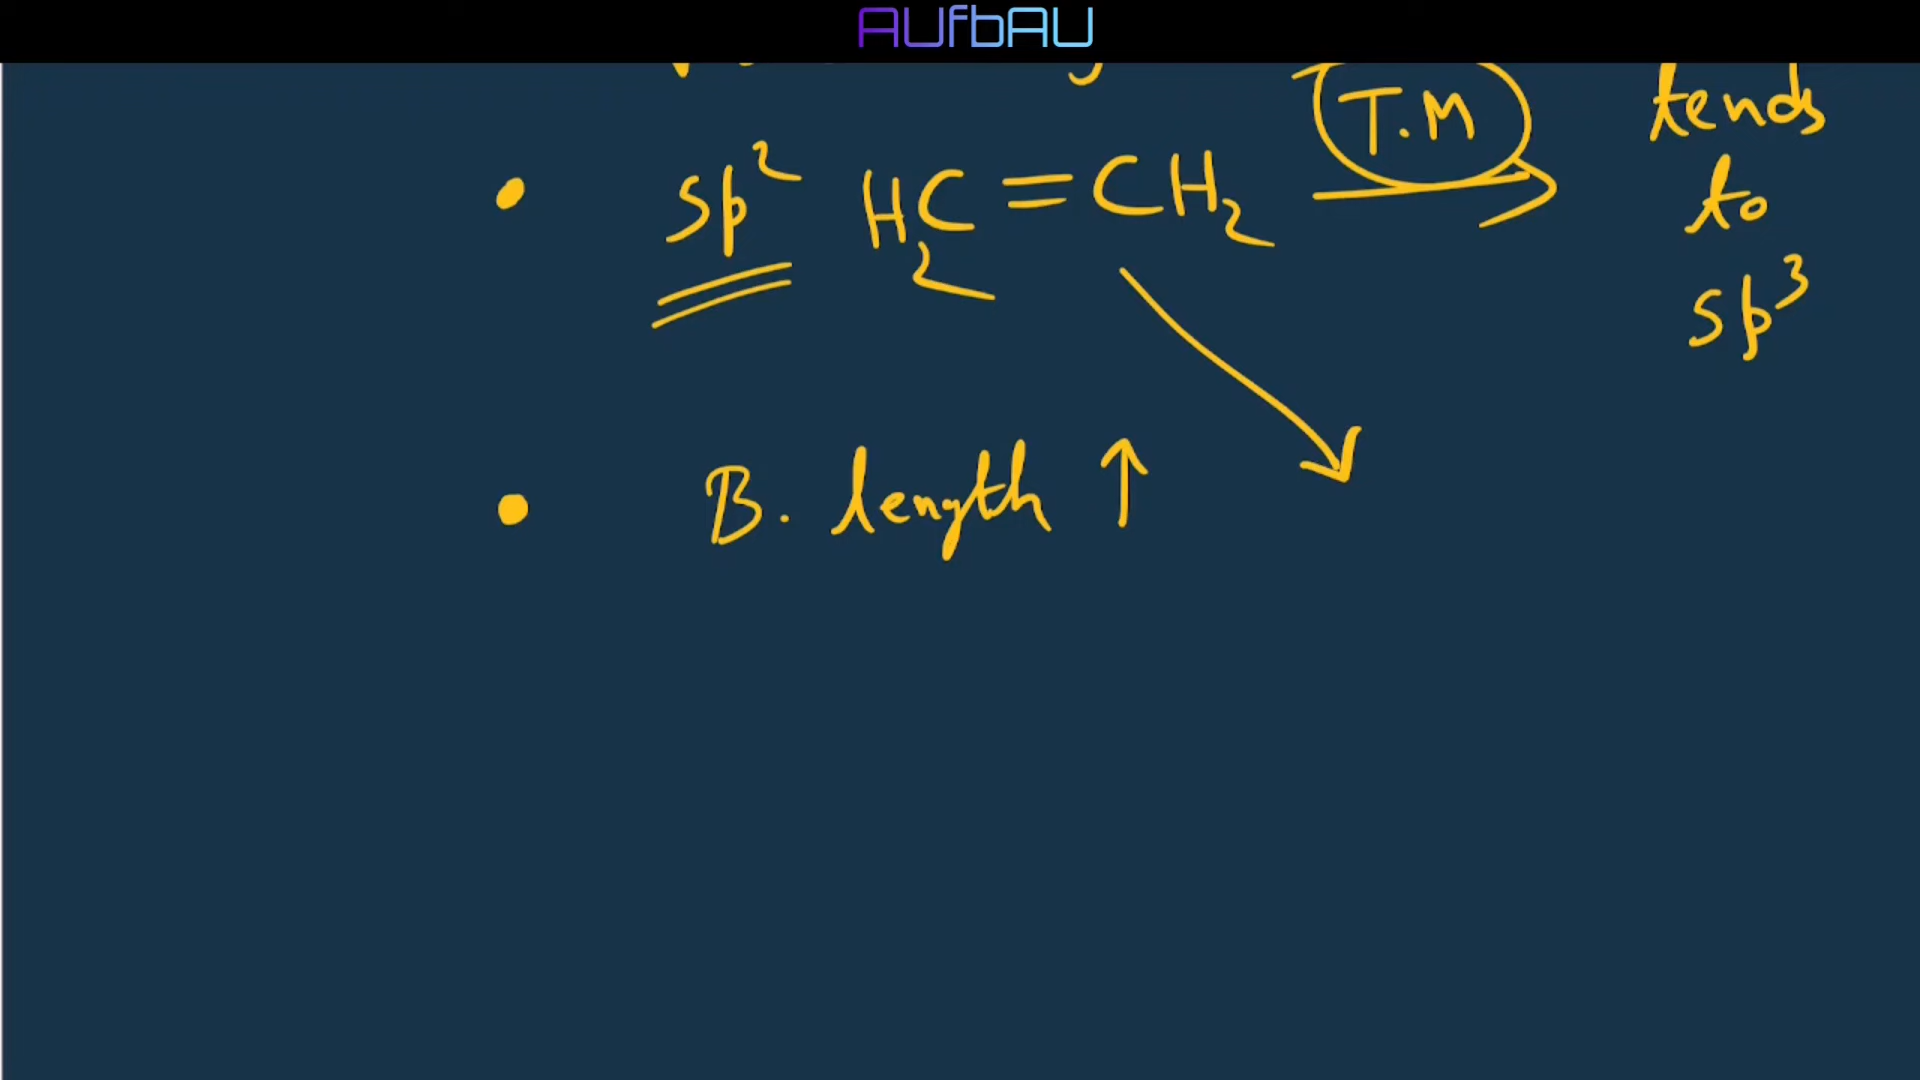 AUfbAU
T.M tends
• sp² H₂C=CH₂ → to
sp³
• B. length ↑